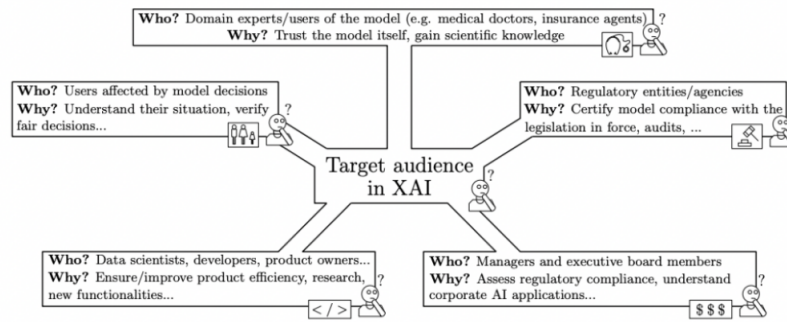 Who? Domain experts/users of the model (e.g. medical doctors, insurance agents)
Why? Trust the model itself, gain scientific knowledge
?
Who? Users affected by model decisions
Why? Understand their situation, verify
fair decisions...
?
Who? Regulatory entities/agencies
Why? Certify model compliance with the
legislation in force, audits, ...
Target audience
in XAI
?
Who? Data scientists, developers, product owners...
Why? Ensure/improve product efficiency, research,
new functionalities...
?
</>
Who? Managers and executive board members
Why? Assess regulatory compliance, understand
corporate AI applications...
?
$ $ $